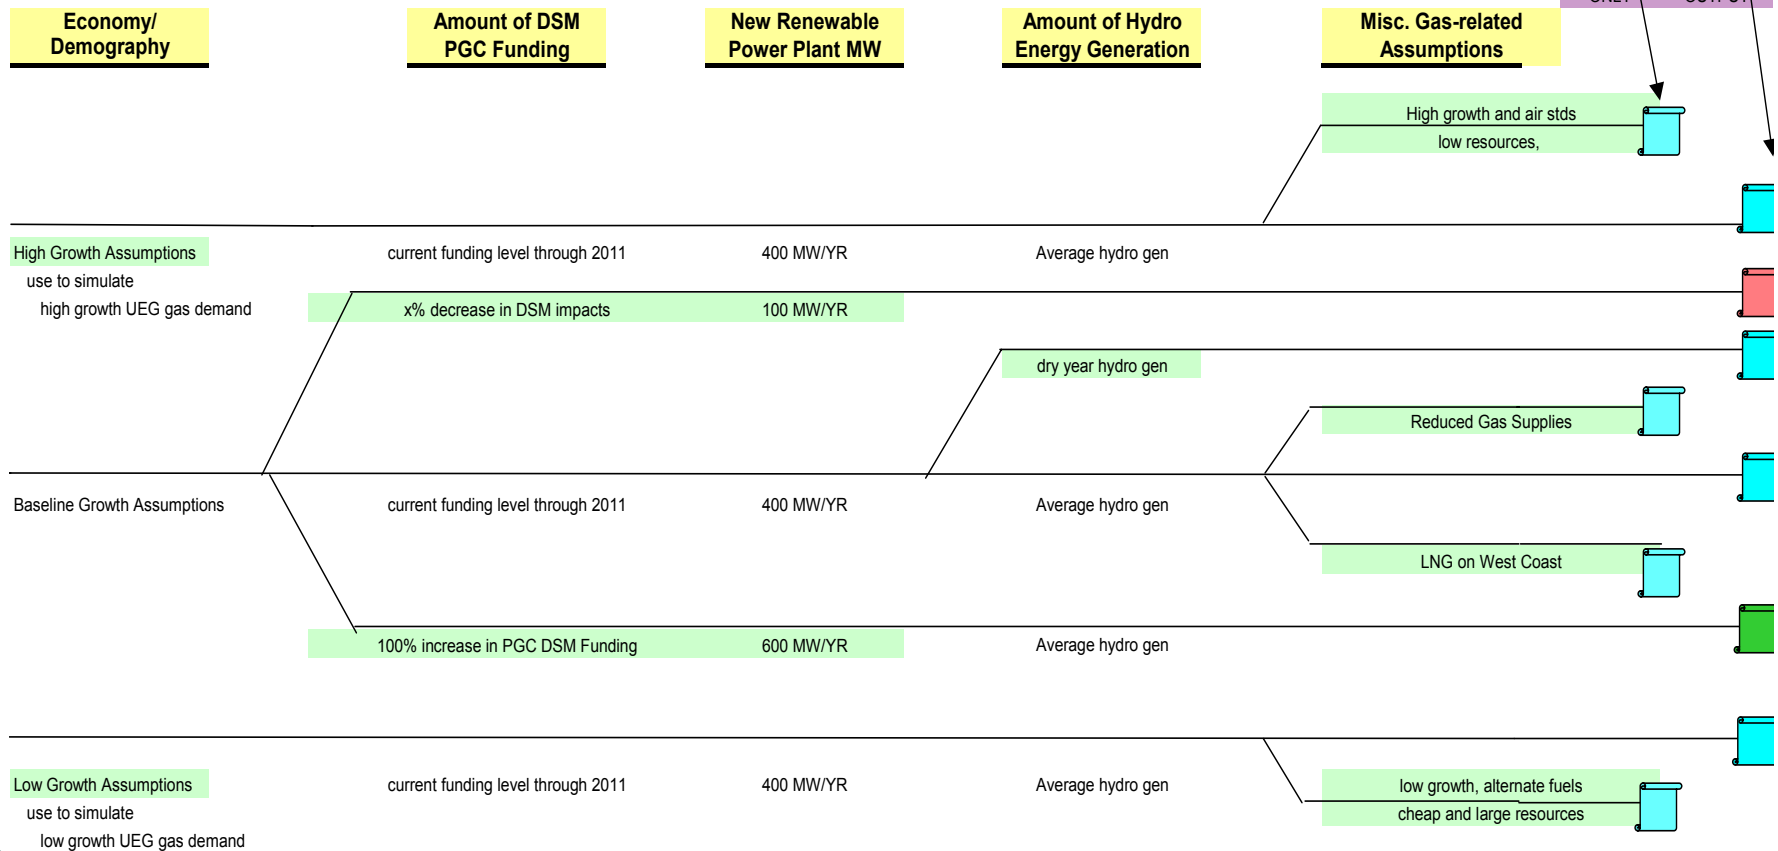 Economy/
Demography
Amount of DSM
PGC Funding
New Renewable
Power Plant MW
Amount of Hydro
Energy Generation
Misc. Gas-related
Assumptions
High growth and air stds
low resources,
High Growth Assumptions
use to simulate
high growth UEG gas demand
current funding level through 2011
400 MW/YR
Average hydro gen
x% decrease in DSM impacts
100 MW/YR
dry year hydro gen
Reduced Gas Supplies
Baseline Growth Assumptions
current funding level through 2011
400 MW/YR
Average hydro gen
LNG on West Coast
100% increase in PGC DSM Funding
600 MW/YR
Average hydro gen
Low Growth Assumptions
use to simulate
low growth UEG gas demand
current funding level through 2011
400 MW/YR
Average hydro gen
low growth, alternate fuels
cheap and large resources